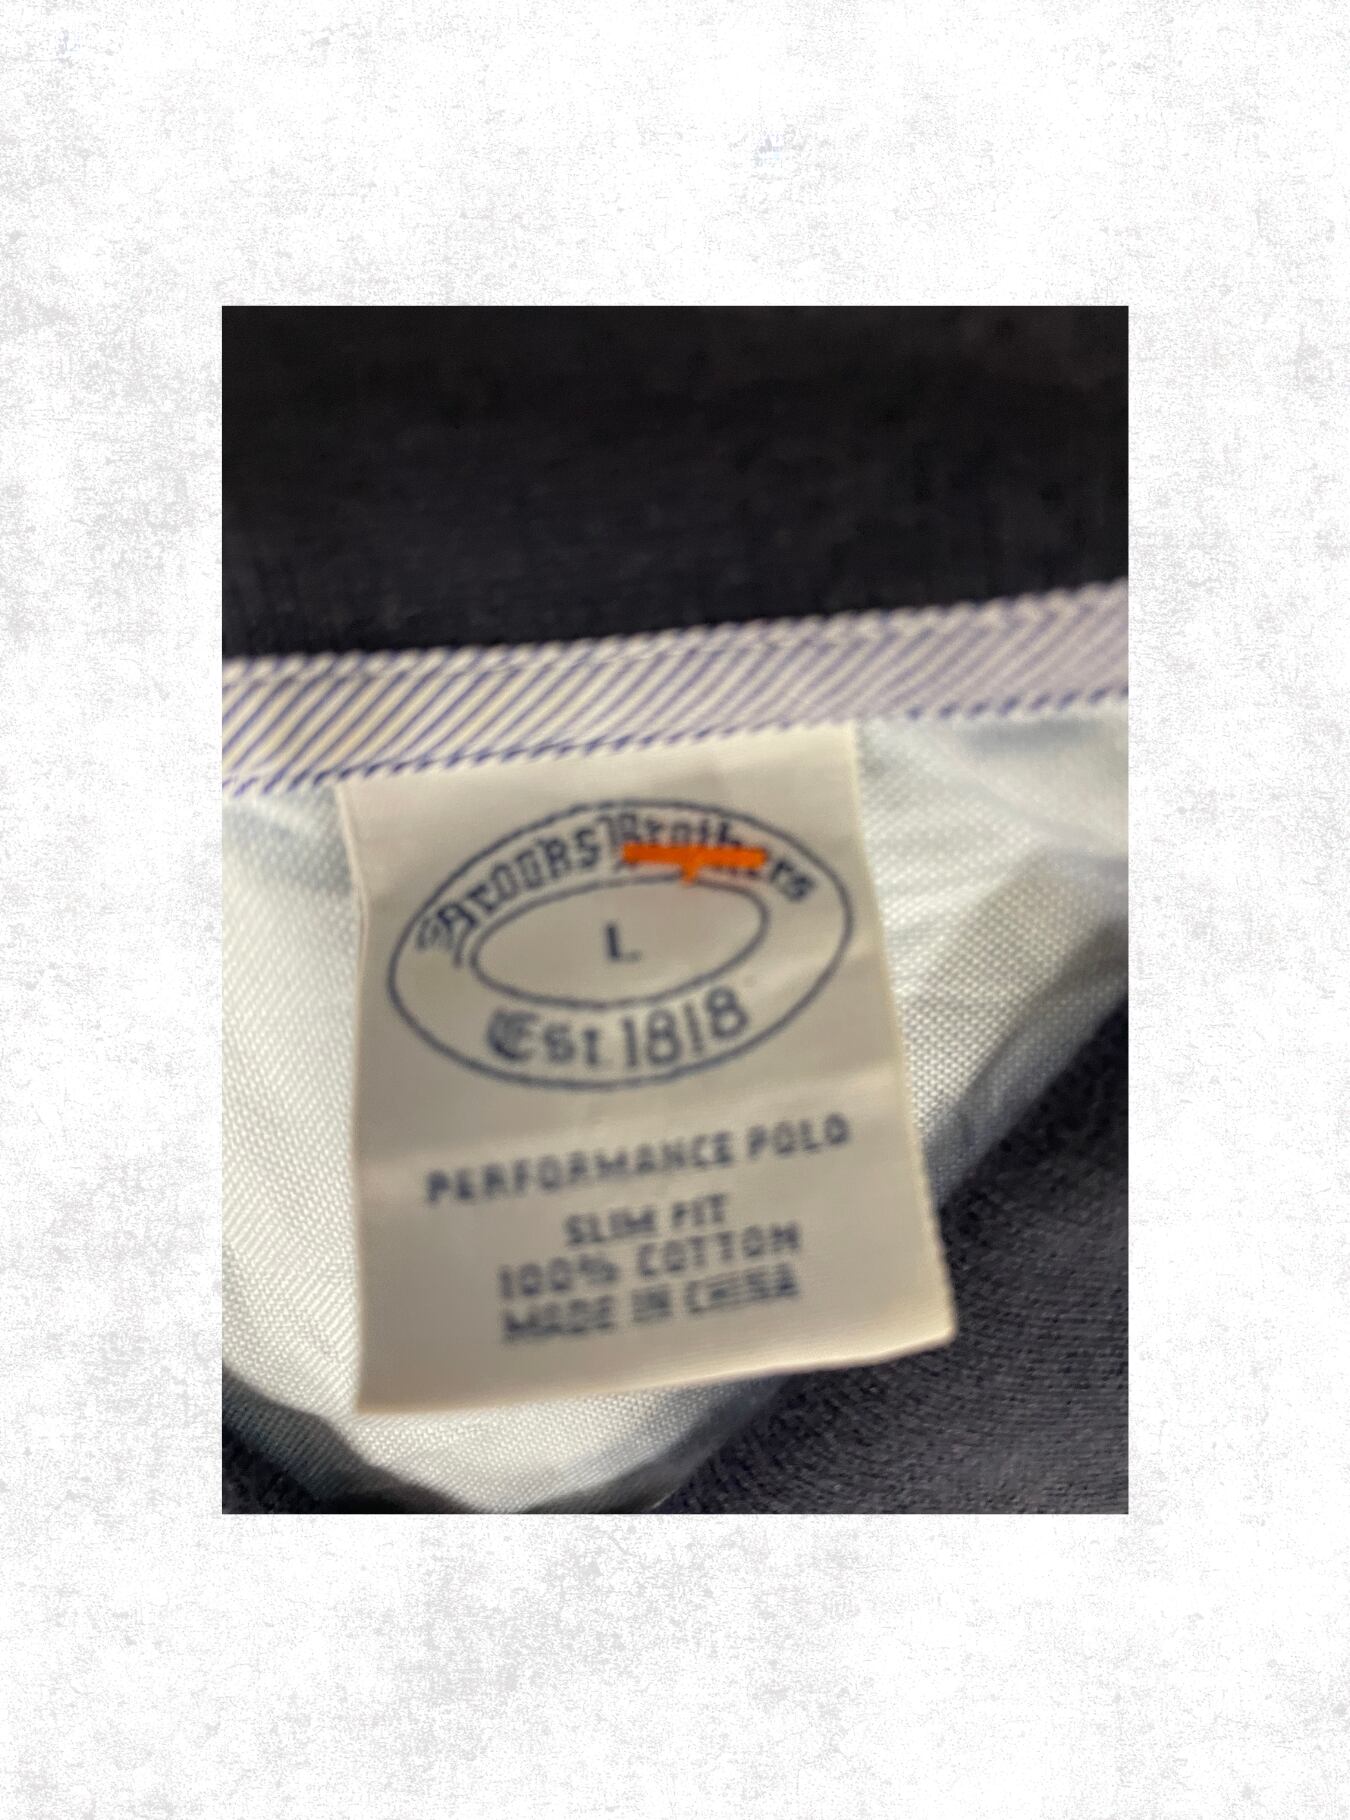 Brooks Brothers
L
Est. 1818
PERFORMANCE POLO
SLIM FIT
100% COTTON
MADE IN CHINA